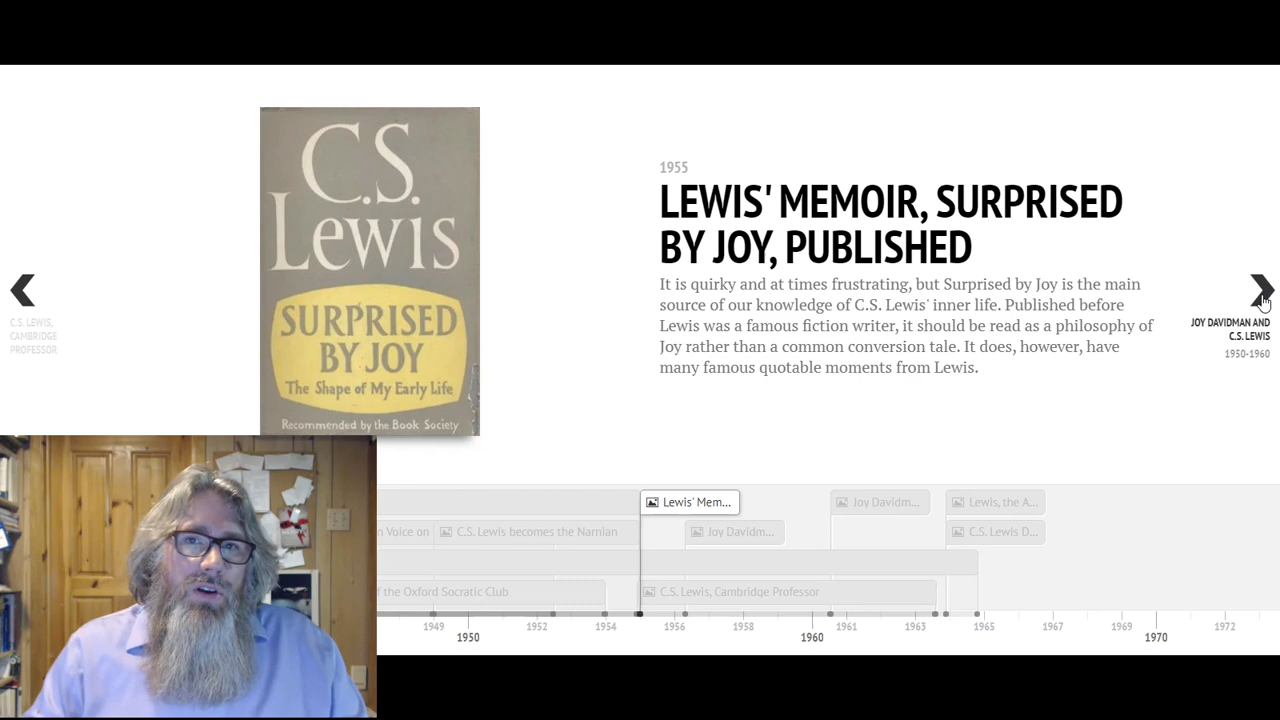 C.S.
Lewis
SURPRISED
BY JOY
The Shape of My Early Life
Recommended by the Book Society
1955
LEWIS' MEMOIR, SURPRISED
BY JOY, PUBLISHED
It is quirky and at times frustrating, but Surprised by Joy is the main
source of our knowledge of C.S. Lewis' inner life. Published before
Lewis was a famous fiction writer, it should be read as a philosophy of
Joy rather than a common conversion tale. It does, however, have
many famous quotable moments from Lewis.
C.S. LEWIS,
CAMBRIDGE
PROFESSOR
JOY DAVIDMAN AND
C.S. LEWIS
1950-1960
Lewis' Mem...
Joy Davidm...
Lewis, the A...
n Voice on
C.S. Lewis becomes the Narnian
Joy Davidm...
C.S. Lewis D...
f the Oxford Socratic Club
C.S. Lewis, Cambridge Professor
1949 1950 1952 1954 1956 1958 1960 1961 1963 1965 1967 1969 1970 1972